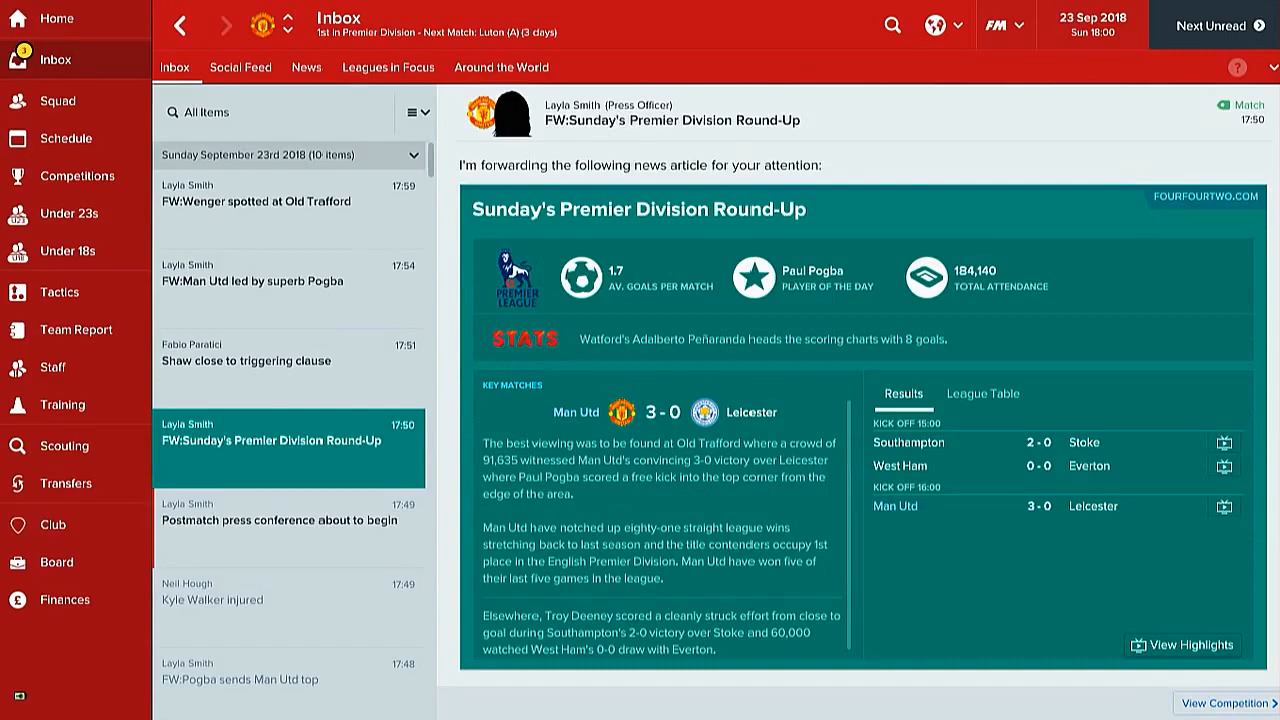 Home
3
Inbox
Squad
Schedule
Competitions
Under 23s
Under 18s
Tactics
Team Report
Staff
Training
Scouting
Transfers
Club
Board
Finances
Inbox
1st in Premier Division - Next Match: Luton (A) (3 days)
FM
23 Sep 2018
Sun 18:00
Next Unread
Inbox Social Feed News Leagues in Focus Around the World
?
All Items
Sunday September 23rd 2018 (10 items)
Layla Smith 17:59
FW:Wenger spotted at Old Trafford
Layla Smith 17:54
FW:Man Utd led by superb Pogba
Fabio Paratici 17:51
Shaw close to triggering clause
Layla Smith 17:50
FW:Sunday's Premier Division Round-Up
Layla Smith 17:49
Postmatch press conference about to begin
Neil Hough 17:49
Kyle Walker injured
Layla Smith 17:48
FW:Pogba sends Man Utd top
Layla Smith (Press Officer)
FW:Sunday's Premier Division Round-Up
Match
17:50
I'm forwarding the following news article for your attention:
FOURFOURTWO.COM
Sunday's Premier Division Round-Up
PREMIER
LEAGUE
1.7
AV. GOALS PER MATCH
Paul Pogba
PLAYER OF THE DAY
184,140
TOTAL ATTENDANCE
STATS Watford's Adalberto Peñaranda heads the scoring charts with 8 goals.
KEY MATCHES
Man Utd 3 - 0 Leicester
The best viewing was to be found at Old Trafford where a crowd of
91,635 witnessed Man Utd's convincing 3-0 victory over Leicester
where Paul Pogba scored a free kick into the top corner from the
edge of the area.
Man Utd have notched up eighty-one straight league wins
stretching back to last season and the title contenders occupy 1st
place in the English Premier Division. Man Utd have won five of
their last five games in the league.
Elsewhere, Troy Deeney scored a cleanly struck effort from close to
goal during Southampton's 2-0 victory over Stoke and 60,000
watched West Ham's 0-0 draw with Everton.
Results League Table
KICK OFF 15:00
Southampton 2 - 0 Stoke
West Ham 0 - 0 Everton
KICK OFF 16:00
Man Utd 3 - 0 Leicester
View Highlights
View Competition